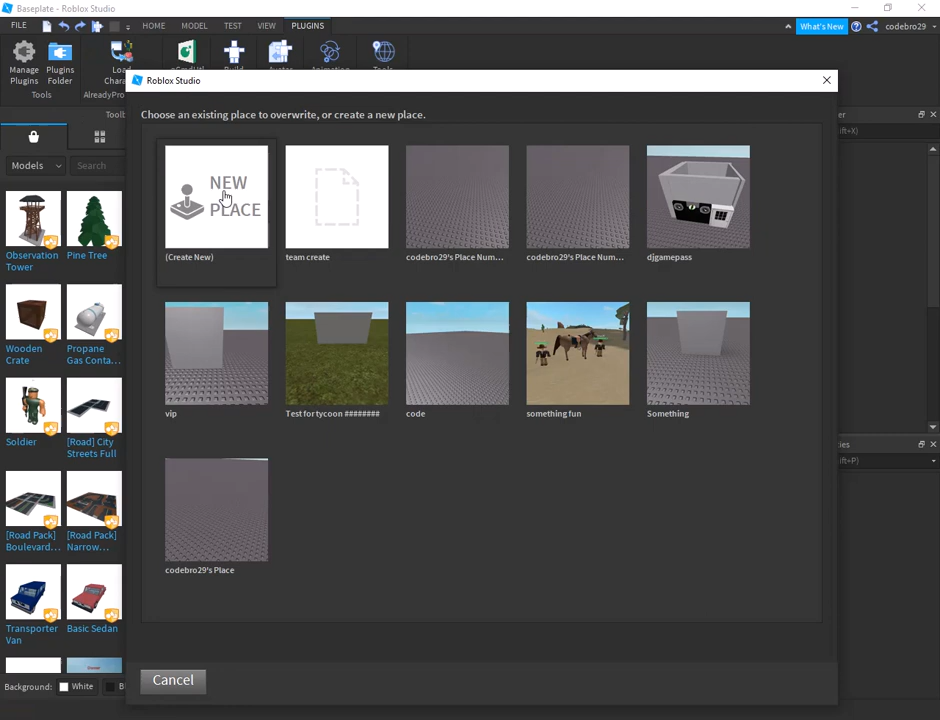 Baseplate - Roblox Studio
FILE HOME MODEL TEST VIEW PLUGINS What's New codebro29
Manage Plugins
Plugins Folder
Load
Tools
Roblox Studio
Choose an existing place to overwrite, or create a new place.
Models Search
NEW PLACE
(Create New)
team create
codebro29's Place Num...
codebro29's Place Num...
djgamepass
Observation Tower
Pine Tree
Wooden Crate
Propane Gas Conta...
vip
Test for tycoon ########
code
something fun
Something
Soldier
[Road] City Streets Full
[Road Pack] Boulevard...
[Road Pack] Narrow...
codebro29's Place
Transporter Van
Basic Sedan
Cancel
Background: White
ift+X)
ift+P)